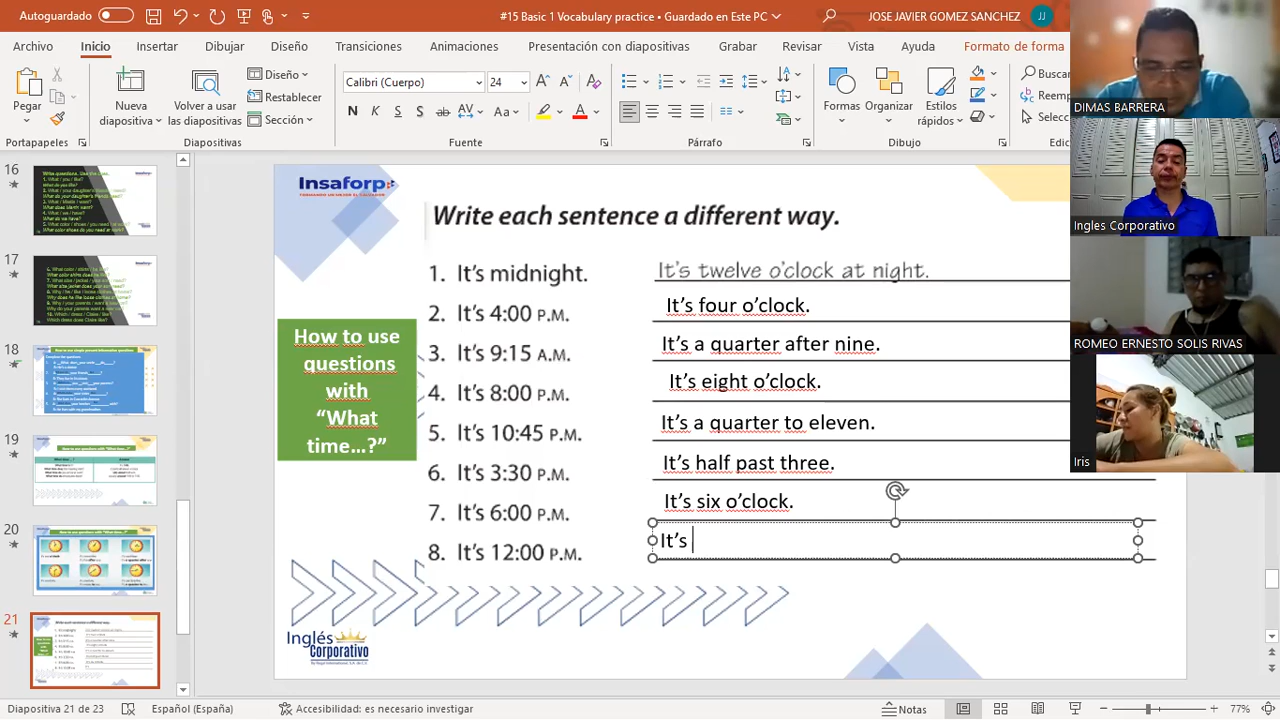 Autoguardado
#15 Basic 1 Vocabulary practice • Guardado en Este PC
JOSE JAVIER GOMEZ SANCHEZ
JJ
Archivo Inicio Insertar Dibujar Diseño Transiciones Animaciones Presentación con diapositivas Grabar Revisar Vista Ayuda Formato de forma
Pegar
Nueva diapositiva
Volver a usar las diapositivas
Diseño
Restablecer
Sección
Calibri (Cuerpo) 24
N K S ab AV Aa A
Formas Organizar Estilos rápidos
Buscar
Reemp
Selecc
Portapapeles Diapositivas Fuente Párrafo Dibujo Edic
DIMAS BARRERA
Ingles Corporativo
ROMEO ERNESTO SOLIS RIVAS
Iris
16
17
18
19
20
21
Insaforp
Write each sentence a different way.
How to use
questions
with
“What
time...?”
1. It's midnight. It's twelve o'clock at night.
2. It's 4:00 P.M. It’s four o’clock.
3. It's 9:15 A.M. It’s a quarter after nine.
4. It's 8:00 P.M. It’s eight o’clock.
5. It's 10:45 P.M. It’s a quarter to eleven.
6. It's 3:30 P.M. It’s half past three.
7. It's 6:00 P.M. It’s six o’clock.
8. It's 12:00 P.M. It’s
Inglés
Corporativo
Diapositiva 21 de 23 Español (España) Accesibilidad: es necesario investigar Notas 77%